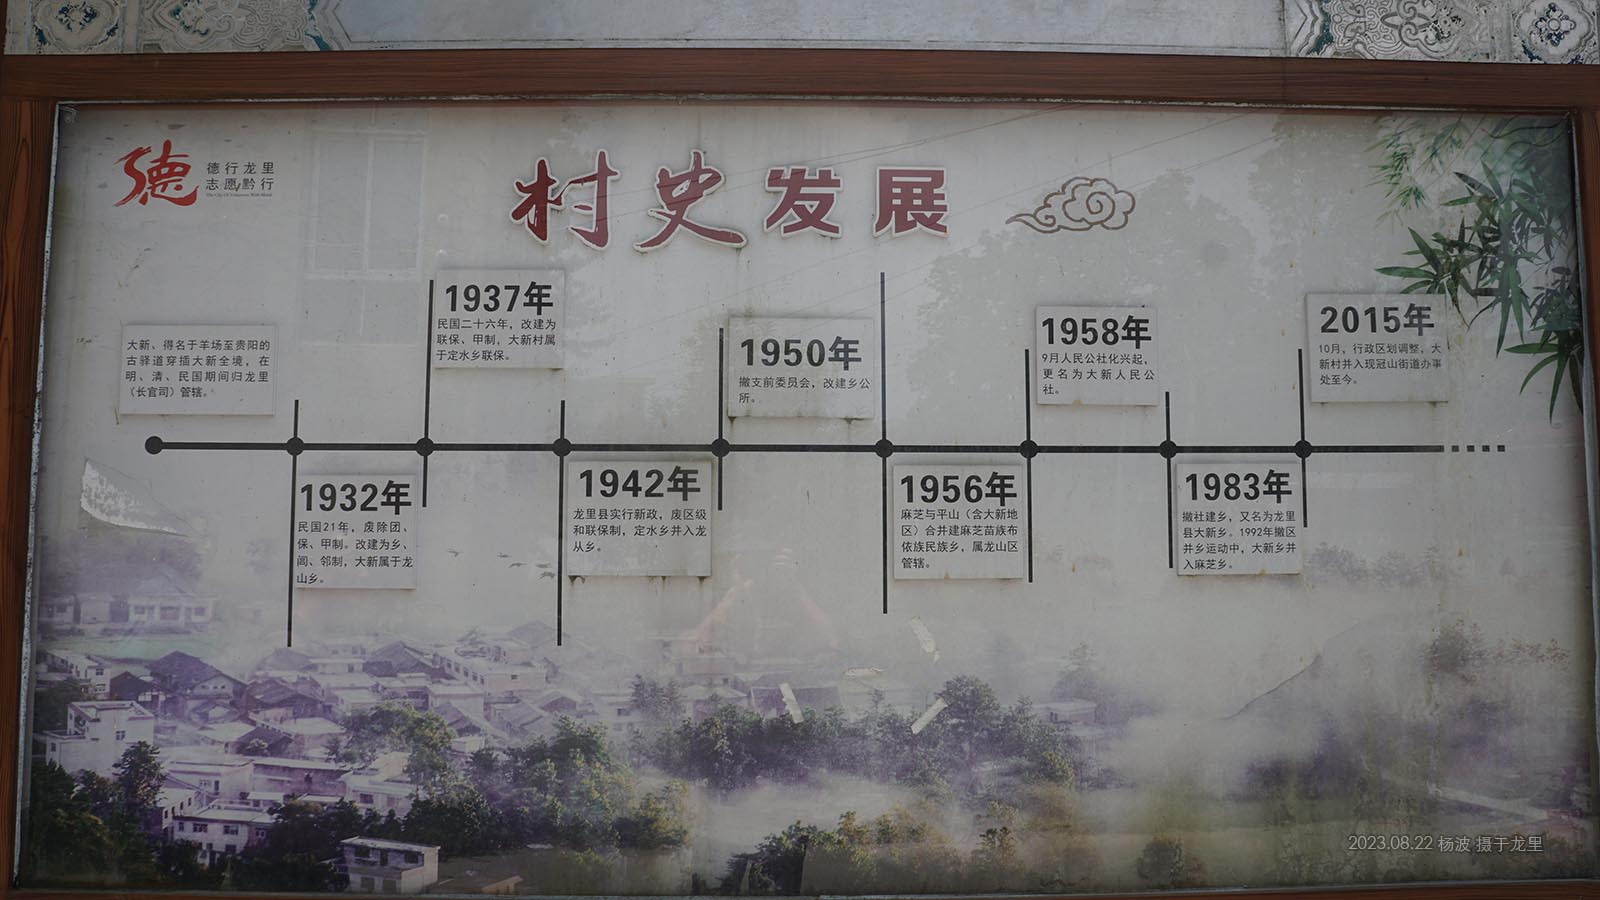 德
德行龙里
志愿黔行
村史发展
大新、得名于羊场至贵阳的
古驿道穿插大新全境，在
明、清、民国期间归龙里
（长官司）管辖。
1932年
民国21年，废除团、
保、甲制。改建为乡、
闾、邻制，大新属于龙
山乡。
1937年
民国二十六年，改建为
联保、甲制，大新村属
于定水乡联保。
1942年
龙里县实行新政，废区级
和联保制，定水乡并入龙
从乡。
1950年
撤支前委员会，改建乡公
所。
1956年
麻芝与平山（含大新地
区）合并建麻芝苗族布
依族民族乡，属龙山区
管辖。
1958年
9月人民公社化兴起，
更名为大新人民公
社。
1983年
撤社建乡，又名为龙里
县大新乡。1992年撤区
并乡运动中，大新乡并
入麻芝乡。
2015年
10月，行政区划调整，大
新村并入现冠山街道办事
处至今。
2023.08.22 杨波 摄于龙里